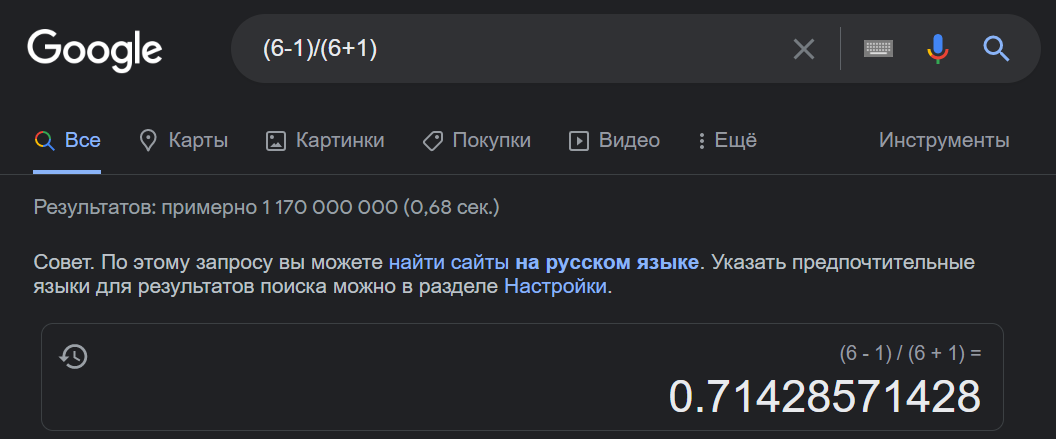 Google
(6-1)/(6+1)
Все Карты Картинки Покупки Видео Ещё Инструменты
Результатов: примерно 1 170 000 000 (0,68 сек.)
Совет. По этому запросу вы можете найти сайты на русском языке. Указать предпочтительные
языки для результатов поиска можно в разделе Настройки.
(6 - 1) / (6 + 1) =
0.71428571428